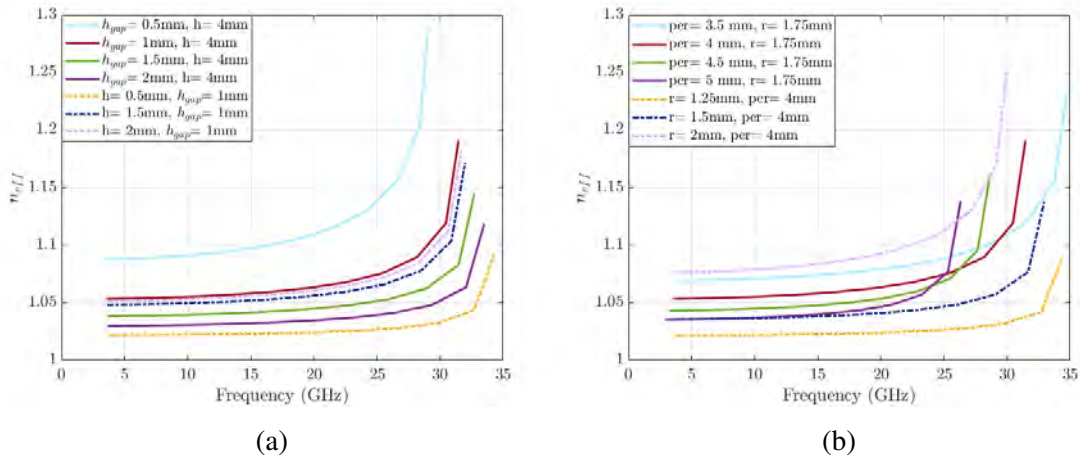 1.3
1.25
1.2
1.15
1.1
1.05
1
n_eff
h_gap= 0.5mm, h= 4mm
h_gap= 1mm, h= 4mm
h_gap= 1.5mm, h= 4mm
h_gap= 2mm, h= 4mm
h= 0.5mm, h_gap= 1mm
h= 1.5mm, h_gap= 1mm
h= 2mm, h_gap= 1mm
0 5 10 15 20 25 30 35
Frequency (GHz)
(a)
1.3
1.25
1.2
1.15
1.1
1.05
1
n_eff
per= 3.5 mm, r= 1.75mm
per= 4 mm, r= 1.75mm
per= 4.5 mm, r= 1.75mm
per= 5 mm, r= 1.75mm
r= 1.25mm, per= 4mm
r= 1.5mm, per= 4mm
r= 2mm, per= 4mm
0 5 10 15 20 25 30 35
Frequency (GHz)
(b)